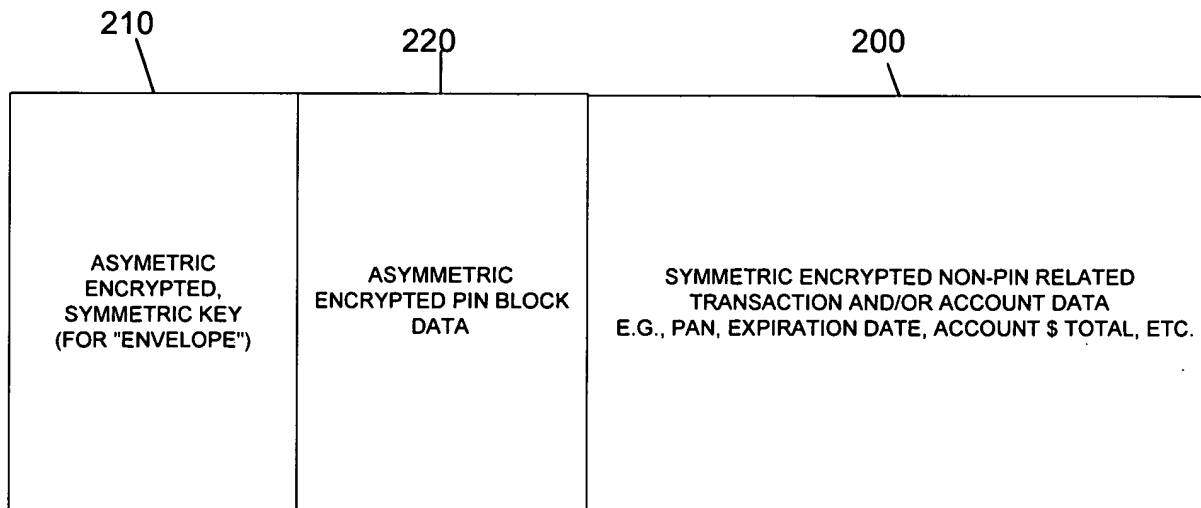 210
220
200
ASYMETRIC
ENCRYPTED,
SYMMETRIC KEY
(FOR "ENVELOPE")
ASYMMETRIC
ENCRYPTED PIN BLOCK
DATA
SYMMETRIC ENCRYPTED NON-PIN RELATED
TRANSACTION AND/OR ACCOUNT DATA
E.G., PAN, EXPIRATION DATE, ACCOUNT $ TOTAL, ETC.